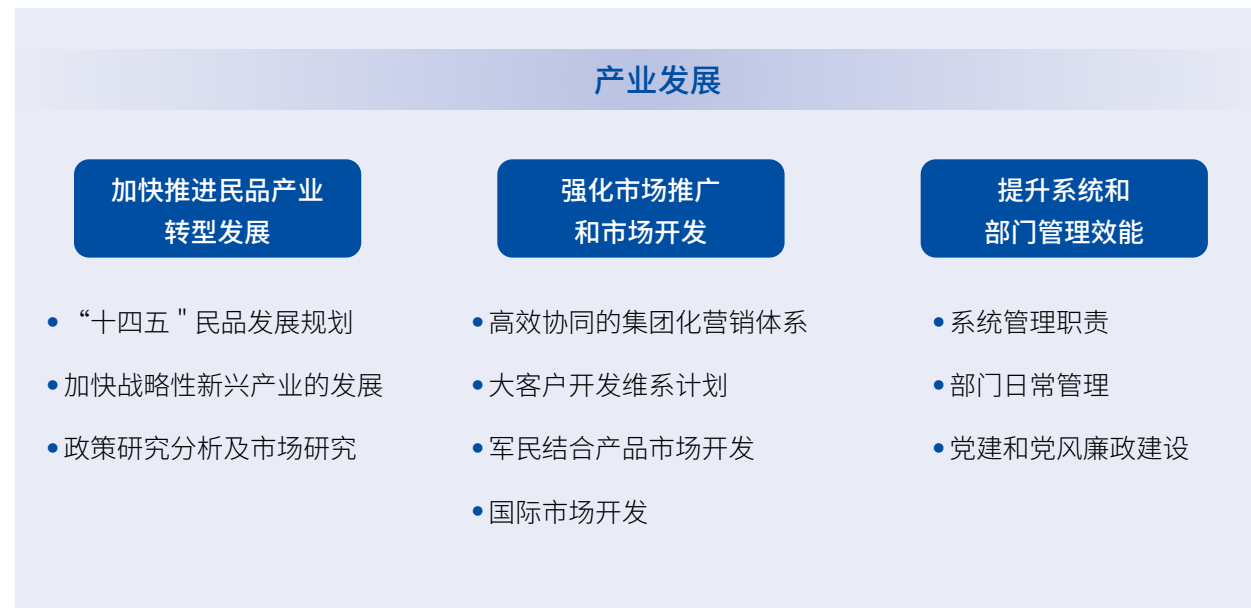 产业发展
加快推进民品产业
转型发展
• “十四五＂民品发展规划
•加快战略性新兴产业的发展
•政策研究分析及市场研究
强化市场推广
和市场开发
•高效协同的集团化营销体系
•大客户开发维系计划
•军民结合产品市场开发
•国际市场开发
提升系统和
部门管理效能
•系统管理职责
•部门日常管理
•党建和党风廉政建设